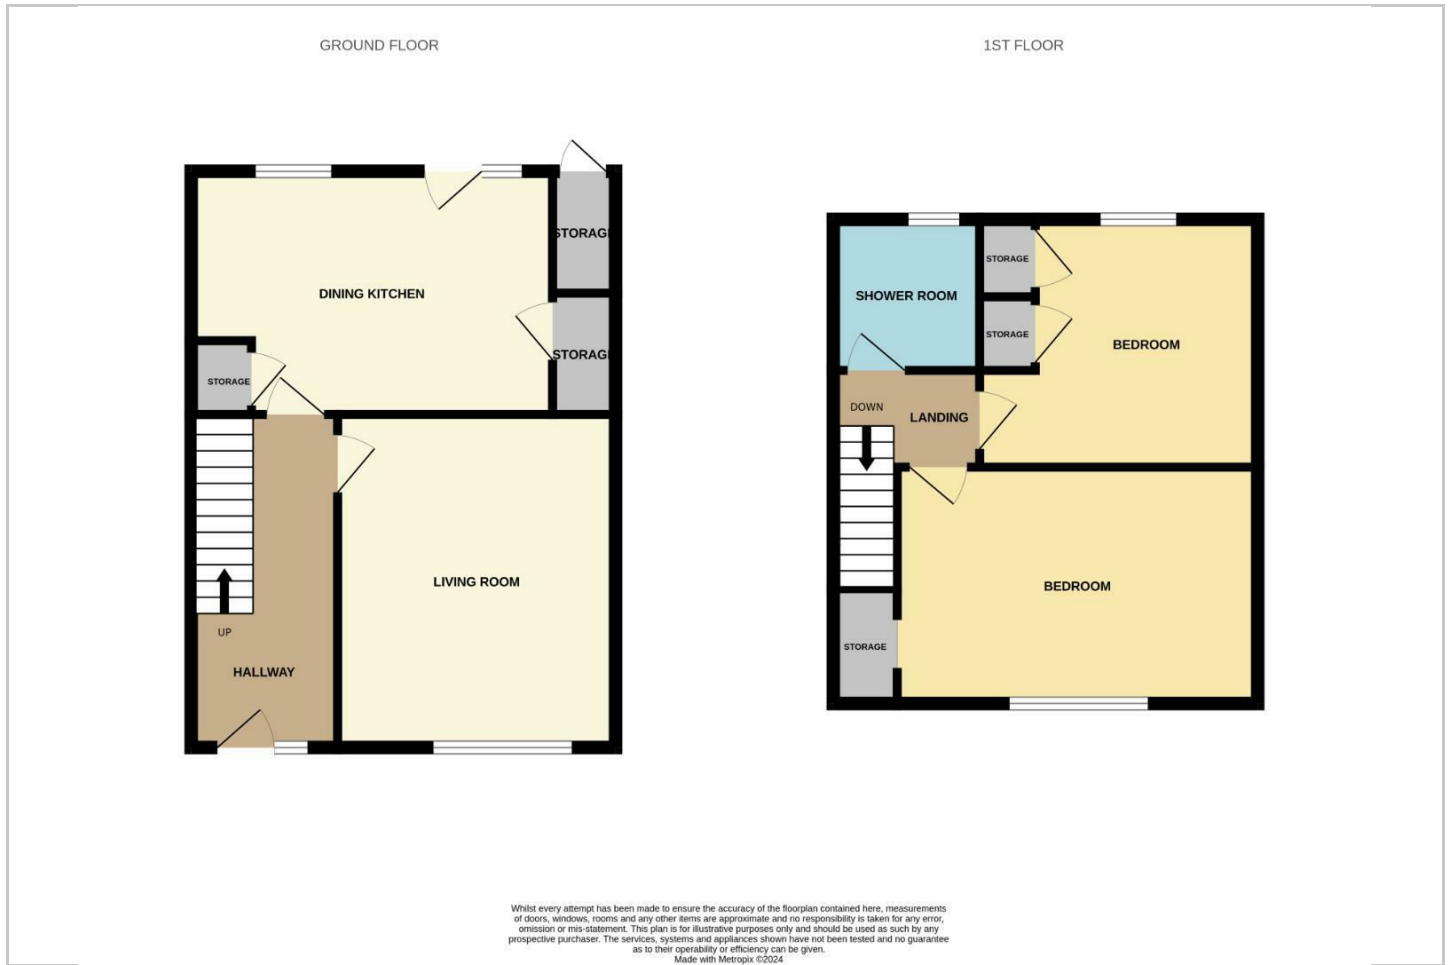 GROUND FLOOR
1ST FLOOR
STORAGE
DINING KITCHEN
STORAGE
STORAGE
LIVING ROOM
UP
HALLWAY
STORAGE
SHOWER ROOM
STORAGE
BEDROOM
DOWN
LANDING
BEDROOM
STORAGE
Whilst every attempt has been made to ensure the accuracy of the floorplan contained here, measurements
of doors, windows, rooms and any other items are approximate and no responsibility is taken for any error,
omission or mis-statement. This plan is for illustrative purposes only and should be used as such by any
prospective purchaser. The services, systems and appliances shown have not been tested and no guarantee
as to their operability or efficiency can be given.
Made with Metropix ©2024